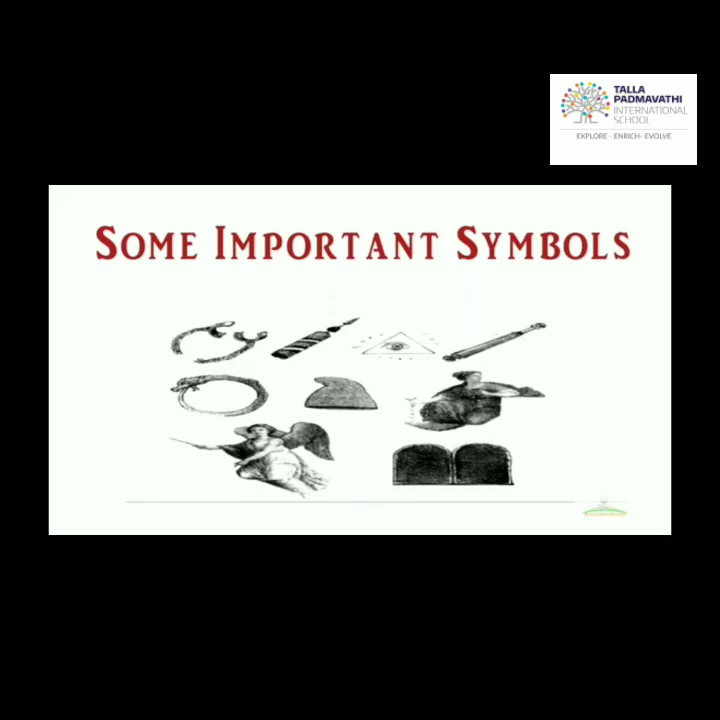 TALLA
PADMAVATHI
INTERNATIONAL
SCHOOL
EXPLORE - ENRICH- EVOLVE
SOME IMPORTANT SYMBOLS